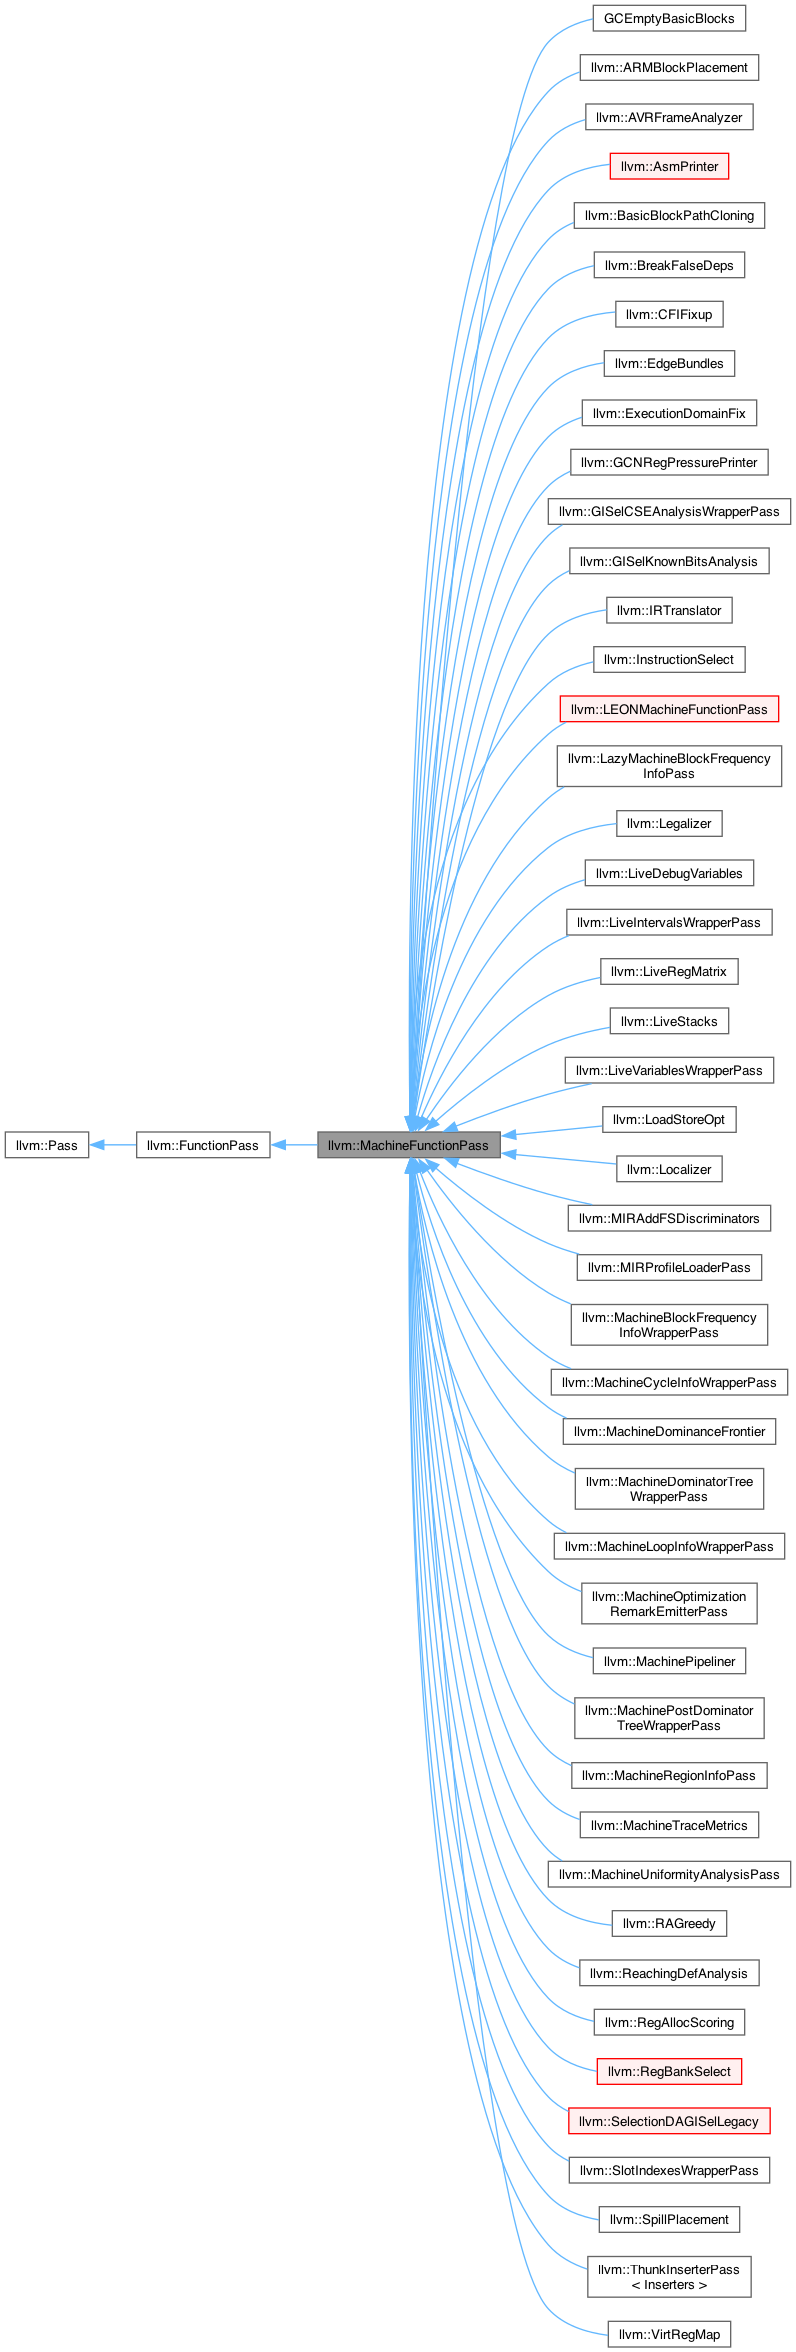 GCEmptyBasicBlocks
llvm::ARMBlockPlacement
llvm::AVRFrameAnalyzer
llvm::AsmPrinter
llvm::BasicBlockPathCloning
llvm::BreakFalseDeps
llvm::CFIFixup
llvm::EdgeBundles
llvm::ExecutionDomainFix
llvm::GCNRegPressurePrinter
llvm::GISelCSEAnalysisWrapperPass
llvm::GISelKnownBitsAnalysis
llvm::IRTranslator
llvm::InstructionSelect
llvm::LEONMachineFunctionPass
llvm::LazyMachineBlockFrequency
InfoPass
llvm::Legalizer
llvm::LiveDebugVariables
llvm::LiveIntervalsWrapperPass
llvm::LiveRegMatrix
llvm::LiveStacks
llvm::LiveVariablesWrapperPass
llvm::LoadStoreOpt
llvm::Pass
llvm::FunctionPass
llvm::MachineFunctionPass
llvm::Localizer
llvm::MIRAddFSDiscriminators
llvm::MIRProfileLoaderPass
llvm::MachineBlockFrequency
InfoWrapperPass
llvm::MachineCycleInfoWrapperPass
llvm::MachineDominanceFrontier
llvm::MachineDominatorTree
WrapperPass
llvm::MachineLoopInfoWrapperPass
llvm::MachineOptimization
RemarkEmitterPass
llvm::MachinePipeliner
llvm::MachinePostDominator
TreeWrapperPass
llvm::MachineRegionInfoPass
llvm::MachineTraceMetrics
llvm::MachineUniformityAnalysisPass
llvm::RAGreedy
llvm::ReachingDefAnalysis
llvm::RegAllocScoring
llvm::RegBankSelect
llvm::SelectionDAGISelLegacy
llvm::SlotIndexesWrapperPass
llvm::SpillPlacement
llvm::ThunkInserterPass
< Inserters >
llvm::VirtRegMap